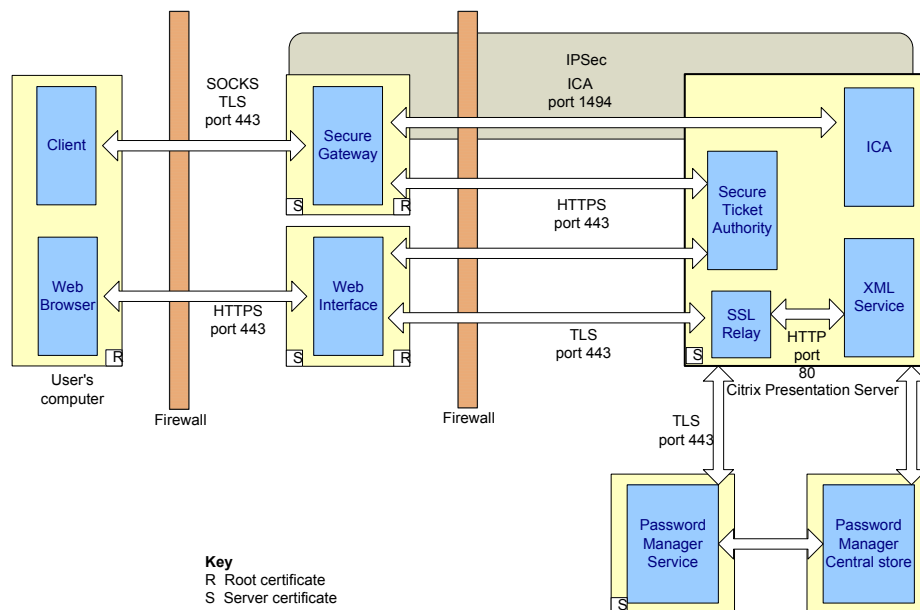 IPSec
SOCKS
TLS
port 443
ICA
port 1494
Client
Secure
Gateway
ICA
S
R
HTTPS
port 443
Secure
Ticket
Authority
Web
Browser
HTTPS
port 443
Web
Interface
TLS
port 443
SSL
Relay
HTTP
port
80
XML
Service
R
S
R
S
User's
computer
Firewall
Firewall
Citrix Presentation Server
TLS
port 443
Password
Manager
Service
Password
Manager
Central store
S
Key
R Root certificate
S Server certificate